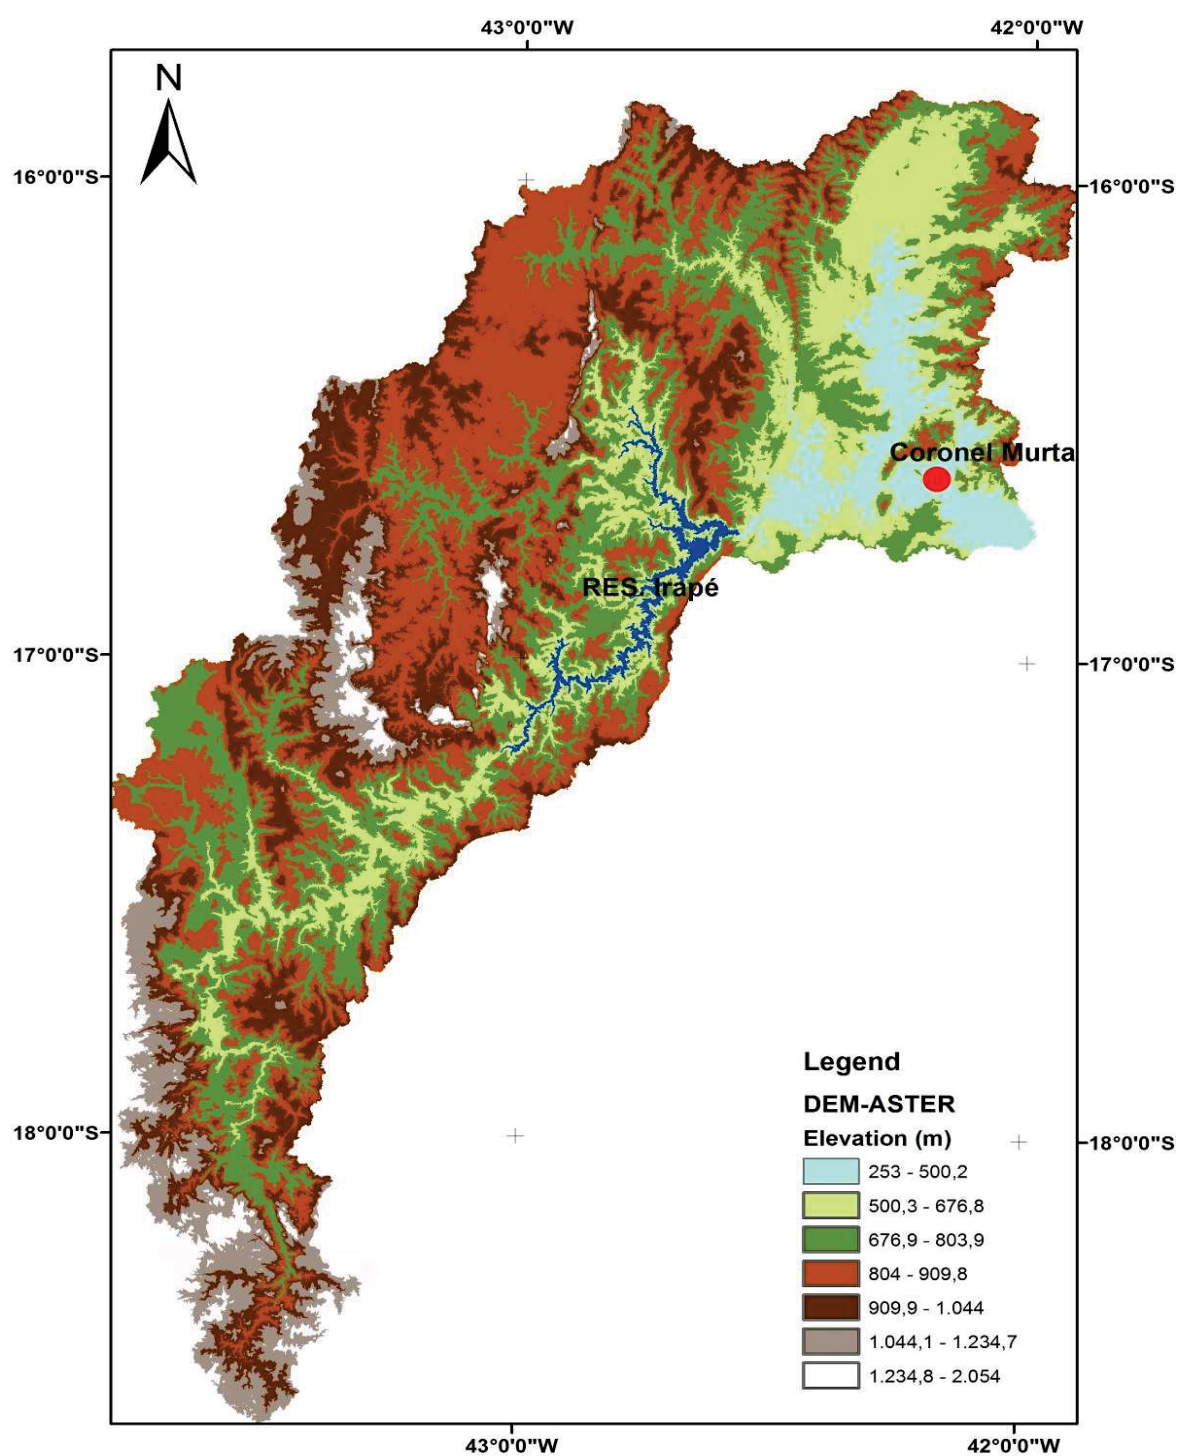 43°0'0"W 42°0'0"W
N
16°0'0"S 16°0'0"S
Coronel Murta
RES. Irapé
17°0'0"S 17°0'0"S
Legend
DEM-ASTER
Elevation (m)
18°0'0"S 18°0'0"S
253 - 500,2
500,3 - 676,8
676,9 - 803,9
804 - 909,8
909,9 - 1.044
1.044,1 - 1.234,7
1.234,8 - 2.054
43°0'0"W 42°0'0"W